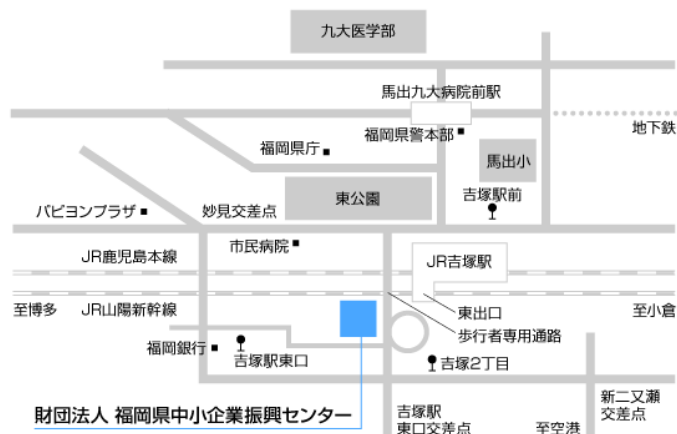 九大医学部
馬出九大病院前駅
地下鉄
福岡県警本部
福岡県庁
馬出小
東公園
吉塚駅前
パピヨンプラザ
妙見交差点
市民病院
JR鹿児島本線
JR吉塚駅
至博多
JR山陽新幹線
東出口
至小倉
歩行者専用通路
福岡銀行
吉塚駅東口
吉塚2丁目
財団法人 福岡県中小企業振興センター
吉塚駅
東口交差点
至空港
新二又瀬
交差点